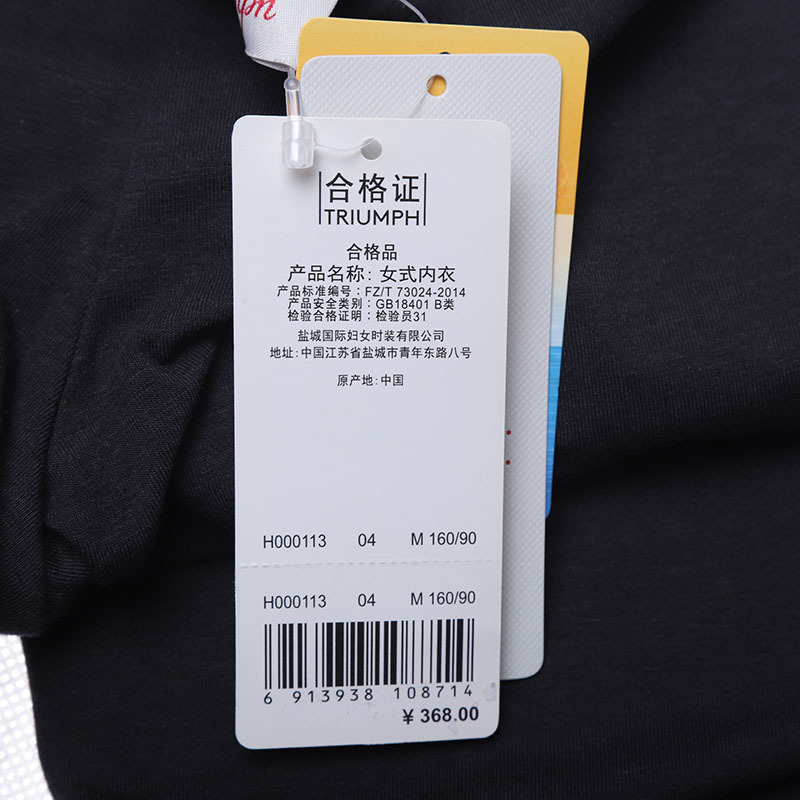 合格证
TRIUMPH
合格品
产品名称: 女式内衣
产品标准编号: FZ/T 73024-2014
产品安全类别: GB18401 B类
检验合格证明: 检验员31
盐城国际妇女时装有限公司
地址: 中国江苏省盐城市青年东路八号
原产地: 中国
H000113 04 M 160/90
H000113 04 M 160/90
6 913938 108714
¥ 368.00